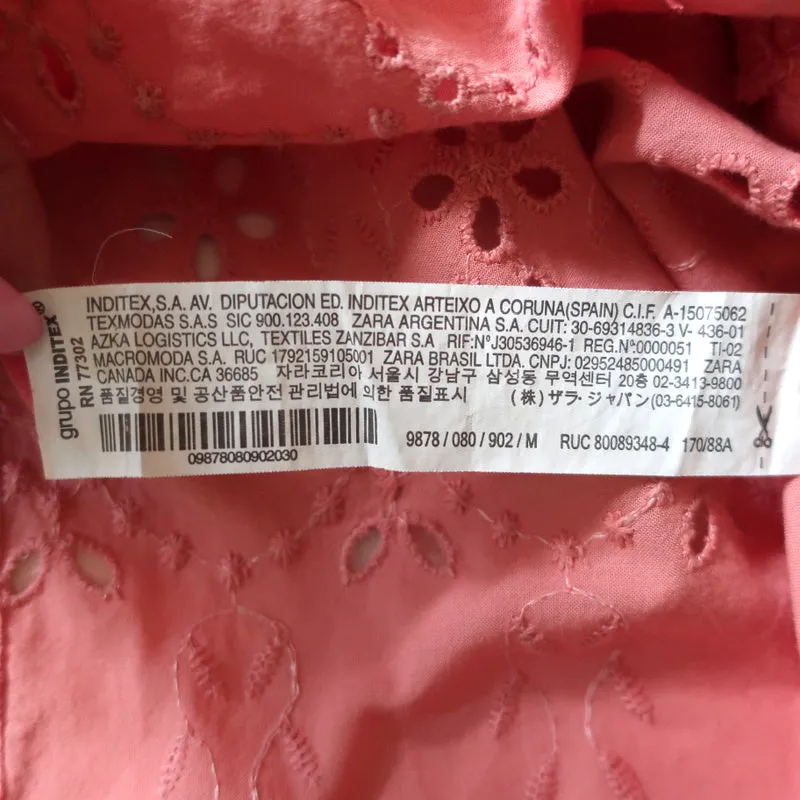 grupo INDITEX®
RN 77302
INDITEX,S.A. AV. DIPUTACION ED. INDITEX ARTEIXO A CORUNA(SPAIN) C.I.F. A-15075062
TEXMODAS S.A.S SIC 900.123.408 ZARA ARGENTINA S.A. CUIT: 30-69314836-3 V- 436-01
AZKA LOGISTICS LLC, TEXTILES ZANZIBAR S.A RIF:N°J30536946-1 REG.N°:0000051 TI-02
MACROMODA S.A. RUC 1792159105001 ZARA BRASIL LTDA. CNPJ: 02952485000491 ZARA
CANADA INC.CA 36685 자라코리아 서울시 강남구 삼성동 무역센터 20층 02-3413-9800
품질경영 및 공산품안전 관리법에 의한 품질표시 (株) ザラ・ジャパン(03-6415-8061)
09878080902030
9878 / 080 / 902 / M RUC 80089348-4 170/88A